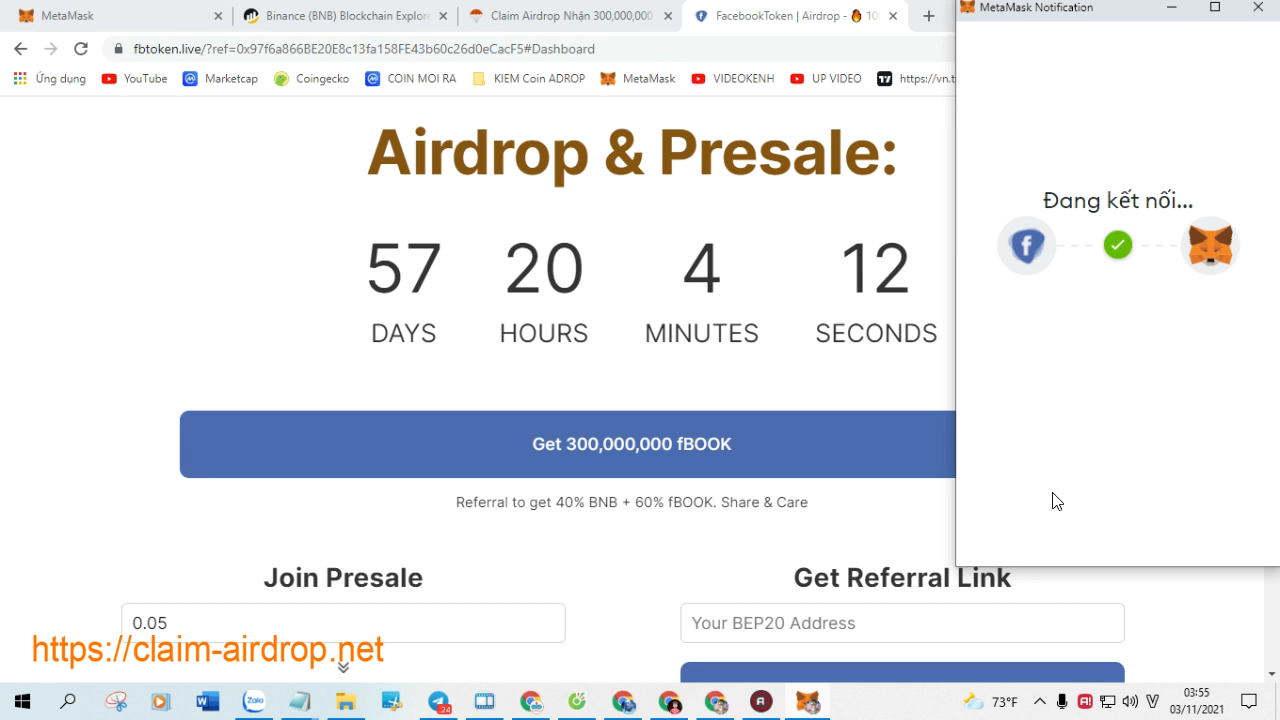 MetaMask
Binance (BNB) Blockchain Explore
Claim Airdrop Nhận 300,000,000
FacebookToken | Airdrop - 🔥 10
MetaMask Notification
fbtoken.live/?ref=0x97f6a866BE20E8c13fa158FE43b60c26d0eCacF5#Dashboard
Ứng dụng
YouTube
Marketcap
Coingecko
COIN MOI RA
KIEM Coin ADROP
MetaMask
VIDEOKENH
UP VIDEO
https://vn.t
Airdrop & Presale:
Đang kết nối...
57 20 4 12
DAYS HOURS MINUTES SECONDS
Get 300,000,000 fBOOK
Referral to get 40% BNB + 60% fBOOK. Share & Care
Join Presale
Get Referral Link
0.05
Your BEP20 Address
https://claim-airdrop.net
Zalo
24
73°F
03:55
03/11/2021